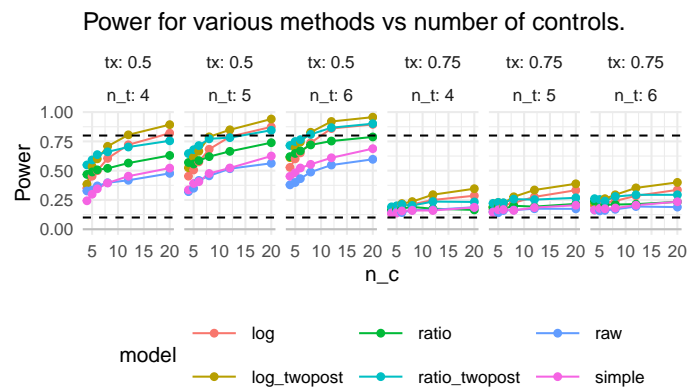 Power for various methods vs number of controls.
tx: 0.5 tx: 0.5 tx: 0.5 tx: 0.75 tx: 0.75 tx: 0.75
n_t: 4 n_t: 5 n_t: 6 n_t: 4 n_t: 5 n_t: 6
1.00
0.75
0.50
0.25
0.00
Power
5 10 15 20 5 10 15 20 5 10 15 20 5 10 15 20 5 10 15 20 5 10 15 20
n_c
model
log ratio raw
log_twopost ratio_twopost simple